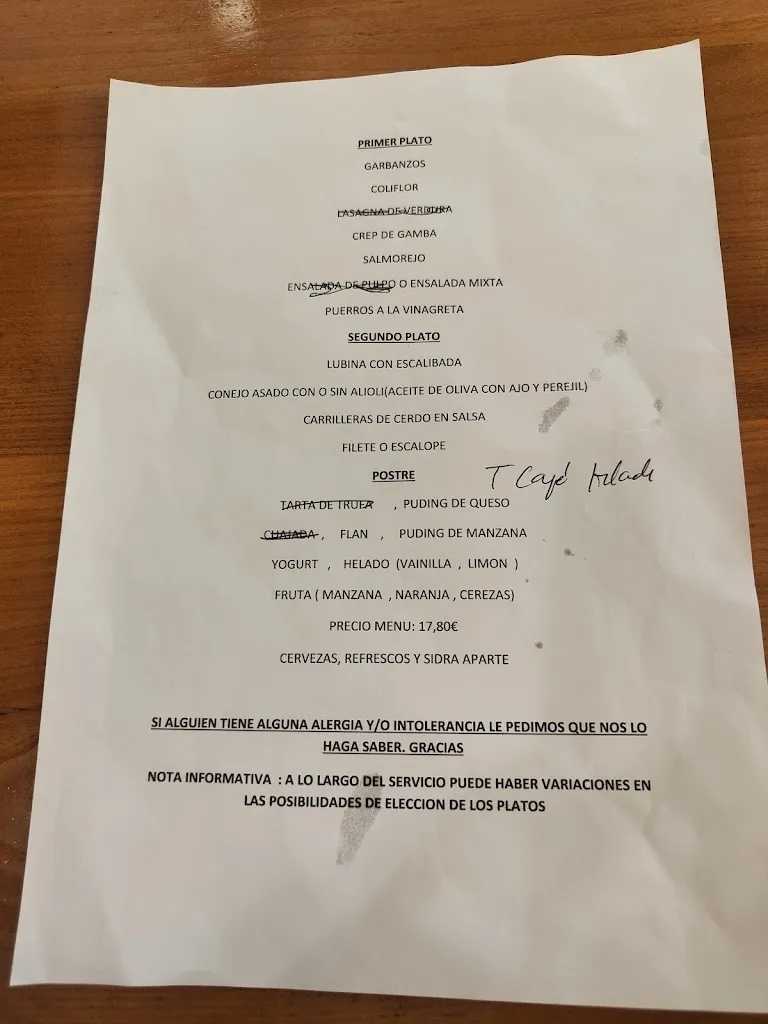 PRIMER PLATO
GARBANZOS
COLIFLOR
LASAGNA DE VERDURA
CREP DE GAMBA
SALMOREJO
ENSALADA DE PULPO O ENSALADA MIXTA
PUERROS A LA VINAGRETA
SEGUNDO PLATO
LUBINA CON ESCALIBADA
CONEJO ASADO CON O SIN ALIOLI(ACEITE DE OLIVA CON AJO Y PEREJIL)
CARRILLERAS DE CERDO EN SALSA
FILETE O ESCALOPE
POSTRE
T Café Helada
TARTA DE TRUFA , PUDING DE QUESO
CUAJADA , FLAN , PUDING DE MANZANA
YOGURT , HELADO (VAINILLA , LIMON )
FRUTA ( MANZANA , NARANJA , CEREZAS)
PRECIO MENU: 17,80€
CERVEZAS, REFRESCOS Y SIDRA APARTE
SI ALGUIEN TIENE ALGUNA ALERGIA Y/O INTOLERANCIA LE PEDIMOS QUE NOS LO
HAGA SABER. GRACIAS
NOTA INFORMATIVA : A LO LARGO DEL SERVICIO PUEDE HABER VARIACIONES EN
LAS POSIBILIDADES DE ELECCION DE LOS PLATOS